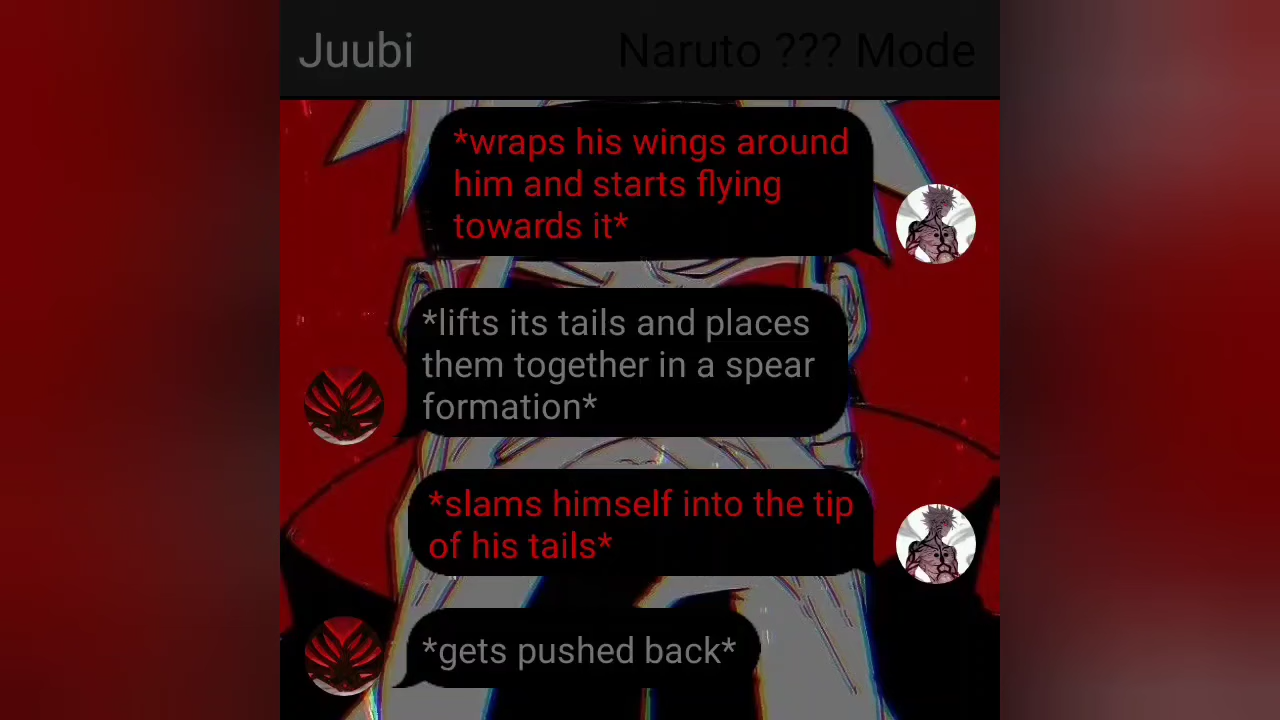 Juubi Naruto ??? Mode
*wraps his wings around
him and starts flying
towards it*
*lifts its tails and places
them together in a spear
formation*
*slams himself into the tip
of his tails*
*gets pushed back*